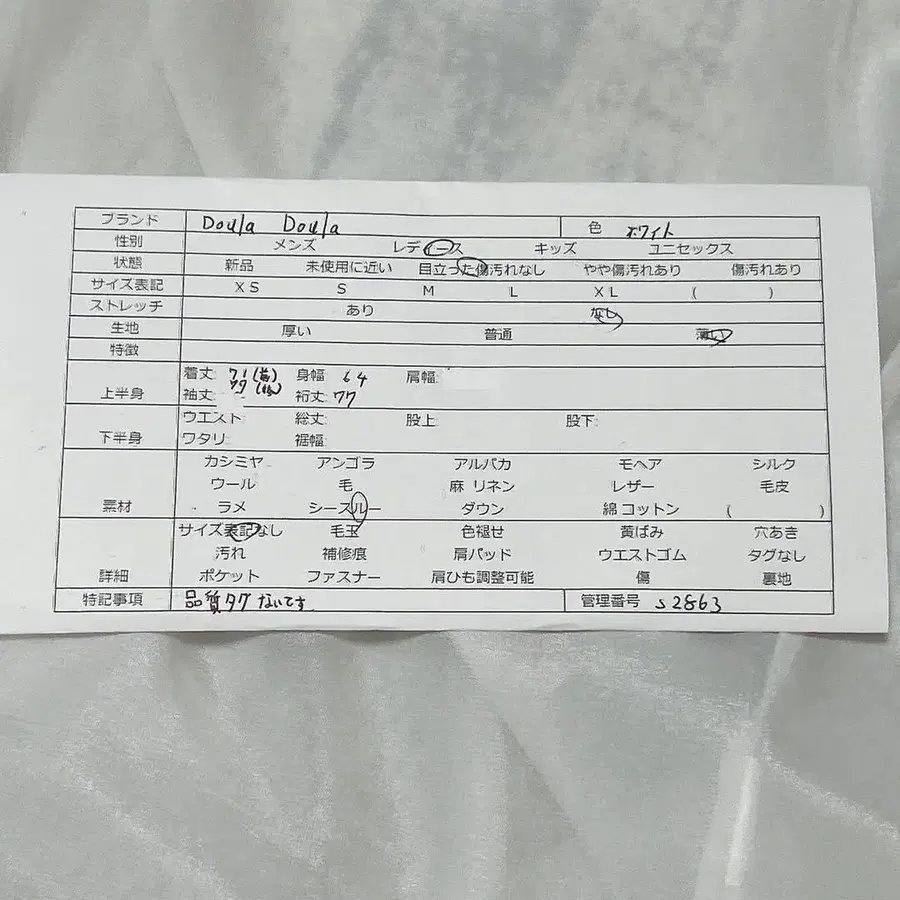 ブランド Doula Doula 色 ホワイト
性別 メンズ レディース キッズ ユニセックス
状態 新品 未使用に近い 目立った傷汚れなし やや傷汚れあり 傷汚れあり
サイズ表記 XS S M L XL ( )
ストレッチ あり なし
生地 厚い 普通 薄い
特徴
上半身 着丈: 71(前) 身幅: 64 肩幅:
77(後)
袖丈: 裄丈: 77
下半身 ウエスト: 総丈: 股上: 股下:
ワタリ: 裾幅:
カシミヤ アンゴラ アルパカ モヘア シルク
ウール 毛 麻 リネン レザー 毛皮
素材 ラメ シースルー ダウン 綿 コットン ( )
サイズ表記なし 毛玉 色褪せ 黄ばみ 穴あき
汚れ 補修痕 肩パッド ウエストゴム タグなし
詳細 ポケット ファスナー 肩ひも調整可能 傷 裏地
特記事項 品質タグないです 管理番号 S2863